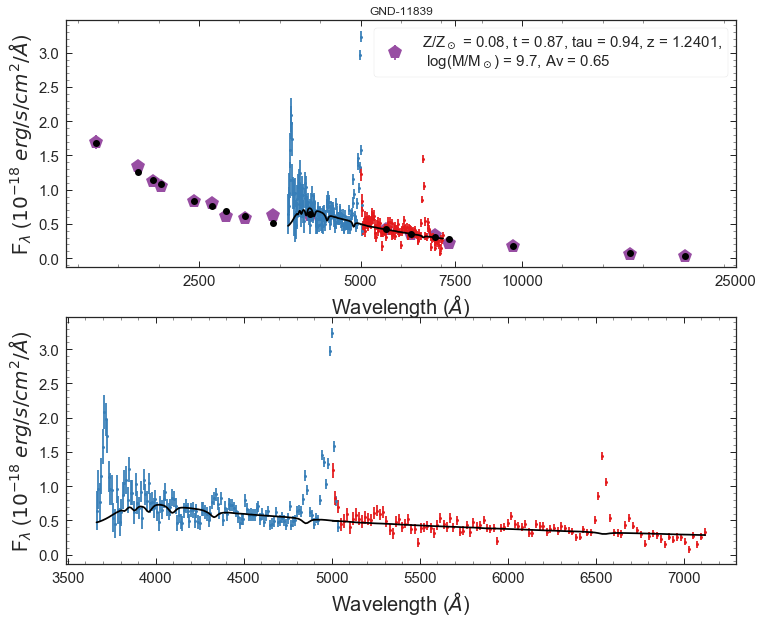 GND-11839
Z/Z⊙ = 0.08, t = 0.87, tau = 0.94, z = 1.2401,
log(M/M⊙) = 9.7, Av = 0.65
F_λ (10^{-18} erg/s/cm^2/Å)
3.0
2.5
2.0
1.5
1.0
0.5
0.0
2500 5000 7500 10000 25000
Wavelength (Å)
F_λ (10^{-18} erg/s/cm^2/Å)
3.0
2.5
2.0
1.5
1.0
0.5
0.0
3500 4000 4500 5000 5500 6000 6500 7000
Wavelength (Å)